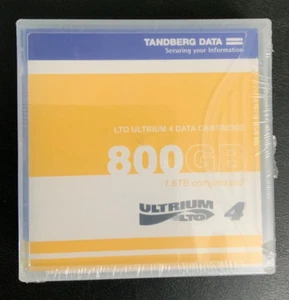 TANDBERG DATA
Securing your Information
LTO ULTRIUM 4 DATA CARTRIDGE
800GB
1.6TB compressed
ULTRIUM
LTO
4